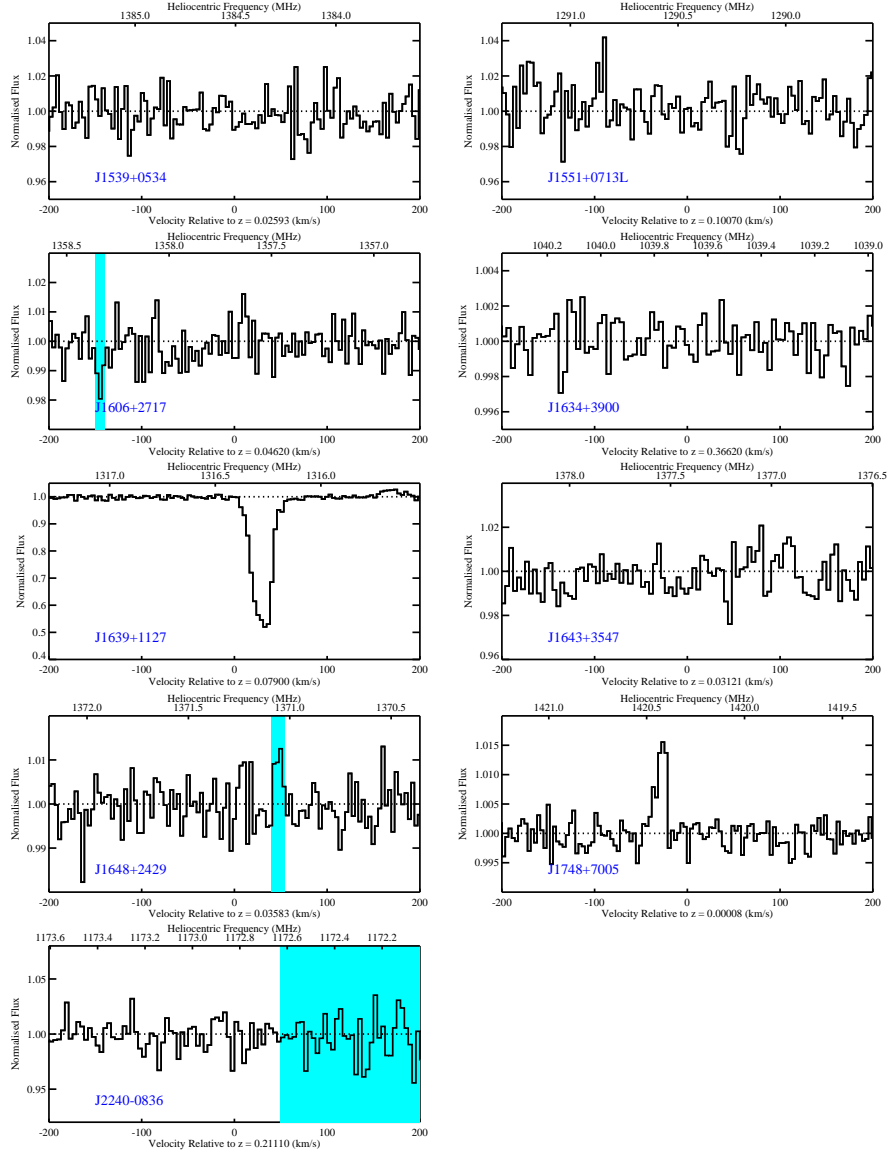 Heliocentric Frequency (MHz)
1385.0 1384.5 1384.0
1.04
1.02
1.00
0.98
0.96
Normalised Flux
J1539+0534
-200 -100 0 100 200
Velocity Relative to z = 0.02593 (km/s)
Heliocentric Frequency (MHz)
1291.0 1290.5 1290.0
1.04
1.02
1.00
0.98
0.96
Normalised Flux
J1551+0713L
-200 -100 0 100 200
Velocity Relative to z = 0.10070 (km/s)
Heliocentric Frequency (MHz)
1358.5 1358.0 1357.5 1357.0
1.02
1.01
1.00
0.99
0.98
Normalised Flux
J1606+2717
-200 -100 0 100 200
Velocity Relative to z = 0.04620 (km/s)
Heliocentric Frequency (MHz)
1040.2 1040.0 1039.8 1039.6 1039.4 1039.2 1039.0
1.004
1.002
1.000
0.998
0.996
Normalised Flux
J1634+3900
-200 -100 0 100 200
Velocity Relative to z = 0.36620 (km/s)
Heliocentric Frequency (MHz)
1317.0 1316.5 1316.0
1.0
0.9
0.8
0.7
0.6
0.5
0.4
Normalised Flux
J1639+1127
-200 -100 0 100 200
Velocity Relative to z = 0.07900 (km/s)
Heliocentric Frequency (MHz)
1378.0 1377.5 1377.0 1376.5
1.02
1.00
0.98
0.96
Normalised Flux
J1643+3547
-200 -100 0 100 200
Velocity Relative to z = 0.03121 (km/s)
Heliocentric Frequency (MHz)
1372.0 1371.5 1371.0 1370.5
1.01
1.00
0.99
Normalised Flux
J1648+2429
-200 -100 0 100 200
Velocity Relative to z = 0.03583 (km/s)
Heliocentric Frequency (MHz)
1421.0 1420.5 1420.0 1419.5
1.015
1.010
1.005
1.000
0.995
Normalised Flux
J1748+7005
-200 -100 0 100 200
Velocity Relative to z = 0.00008 (km/s)
Heliocentric Frequency (MHz)
1173.6 1173.4 1173.2 1173.0 1172.8 1172.6 1172.4 1172.2
1.05
1.00
0.95
Normalised Flux
J2240-0836
-200 -100 0 100 200
Velocity Relative to z = 0.21110 (km/s)